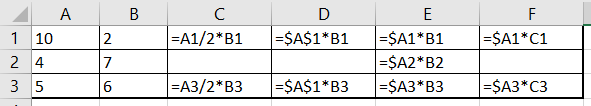 A B C D E F
1 10 2 =A1/2*B1 =$A$1*B1 =$A1*B1 =$A1*C1
2 4 7 =$A2*B2
3 5 6 =A3/2*B3 =$A$1*B3 =$A3*B3 =$A3*C3